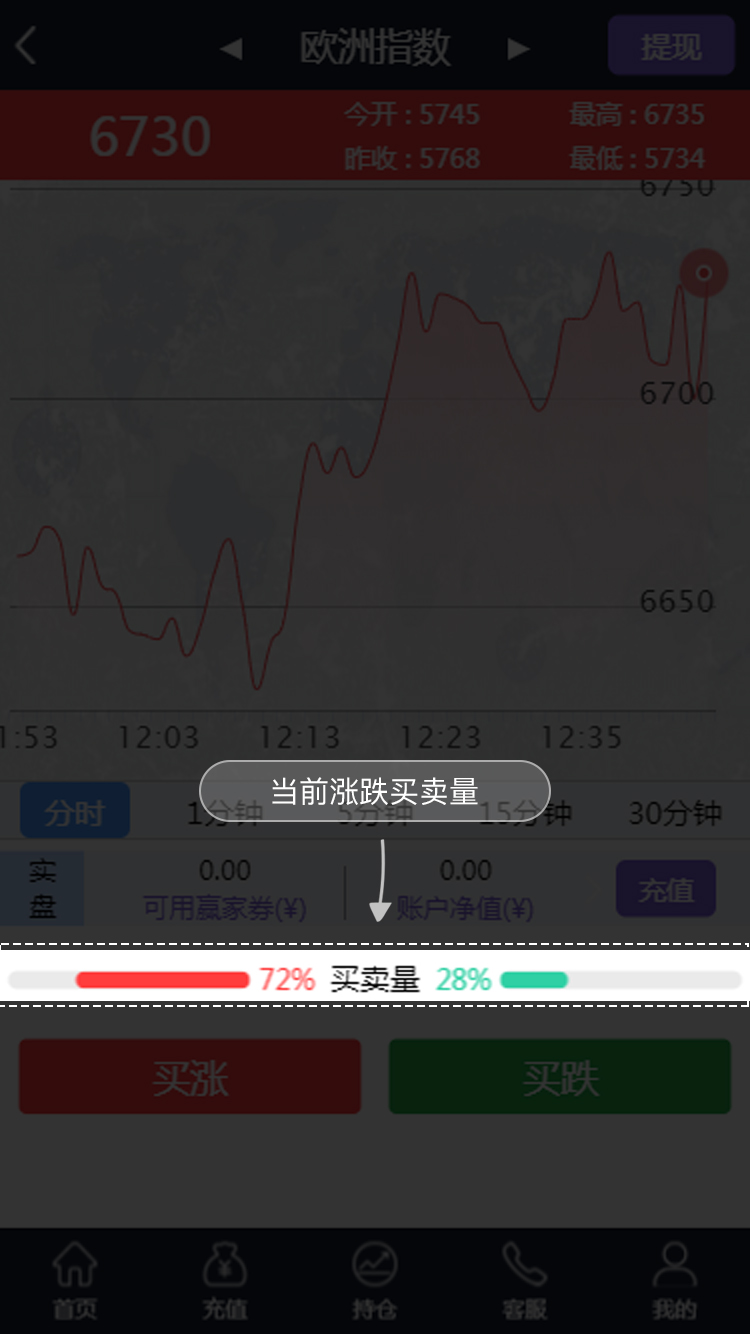 欧洲指数 提现
6730 今开：5745 最高：6735
昨收：5768 最低：5734
6750
6700
6650
1:53 12:03 12:13 12:23 12:35
当前涨跌买卖量
分时 1分钟 5分钟 15分钟 30分钟
实盘 0.00 0.00 充值
可用赢家券(¥) 账户净值(¥)
72% 买卖量 28%
买涨 买跌
首页 充值 持仓 客服 我的